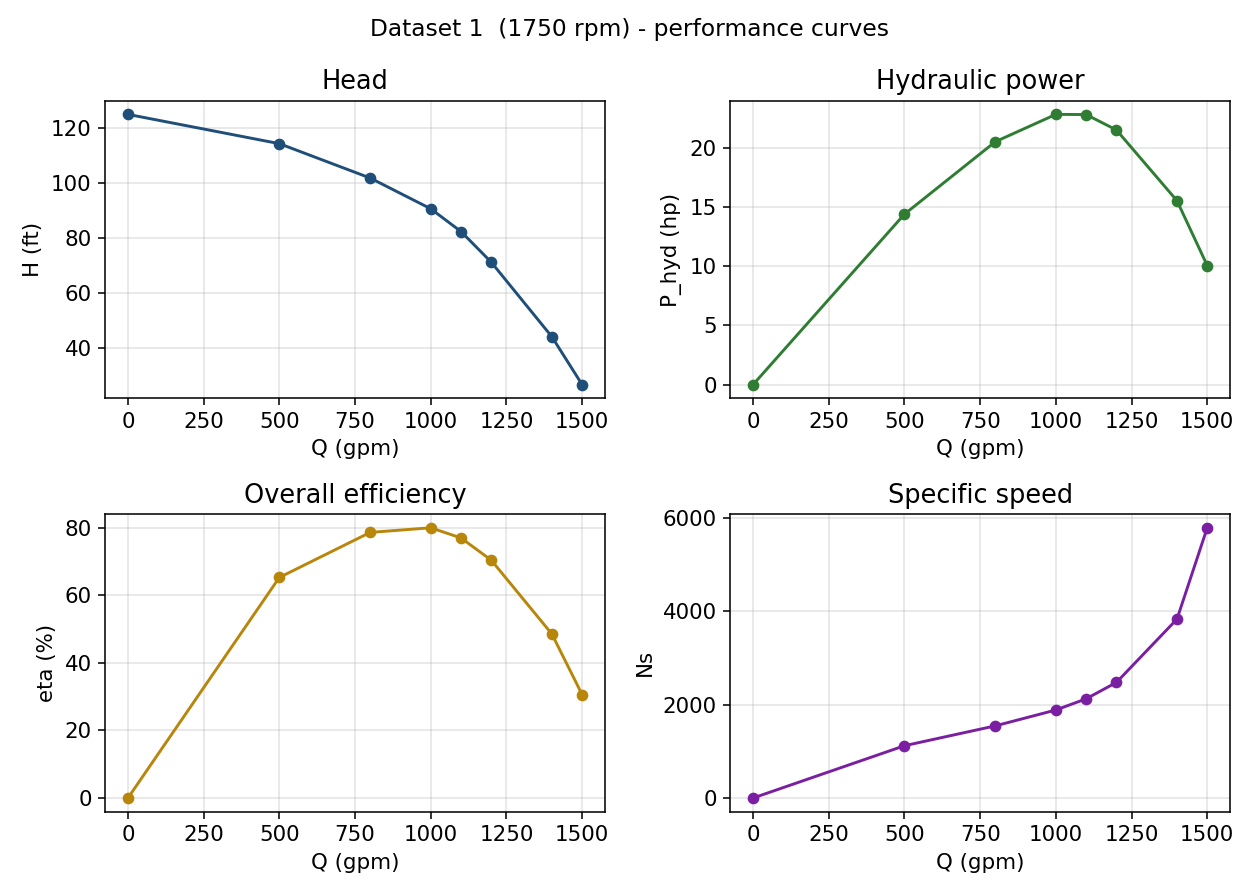 Dataset 1  (1750 rpm) - performance curves
Head
H (ft)
120
100
80
60
40
0 250 500 750 1000 1250 1500
Q (gpm)
Hydraulic power
P_hyd (hp)
20
15
10
5
0
0 250 500 750 1000 1250 1500
Q (gpm)
Overall efficiency
eta (%)
80
60
40
20
0
0 250 500 750 1000 1250 1500
Q (gpm)
Specific speed
Ns
6000
4000
2000
0
0 250 500 750 1000 1250 1500
Q (gpm)